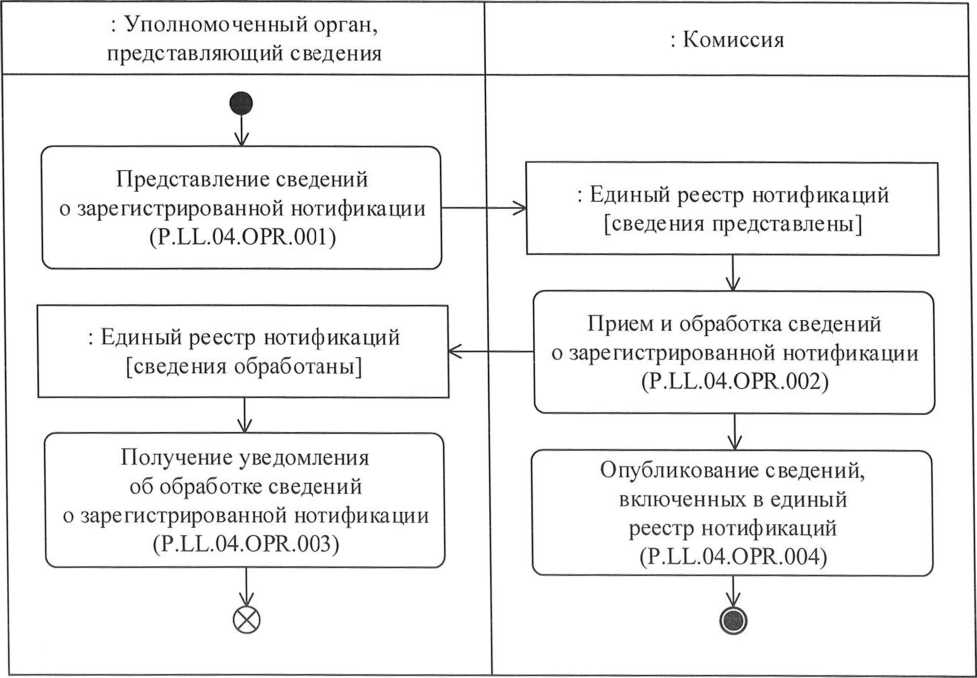 : Уполномоченный орган,
представляющий сведения
: Комиссия
Представление сведений
о зарегистрированной нотификации
(P.LL.04.OPR.001)
: Единый реестр нотификаций
[сведения представлены]
Прием и обработка сведений
о зарегистрированной нотификации
(P.LL.04.OPR.002)
: Единый реестр нотификаций
[сведения обработаны]
Получение уведомления
об обработке сведений
о зарегистрированной нотификации
(P.LL.04.OPR.003)
Опубликование сведений,
включенных в единый
реестр нотификаций
(P.LL.04.OPR.004)